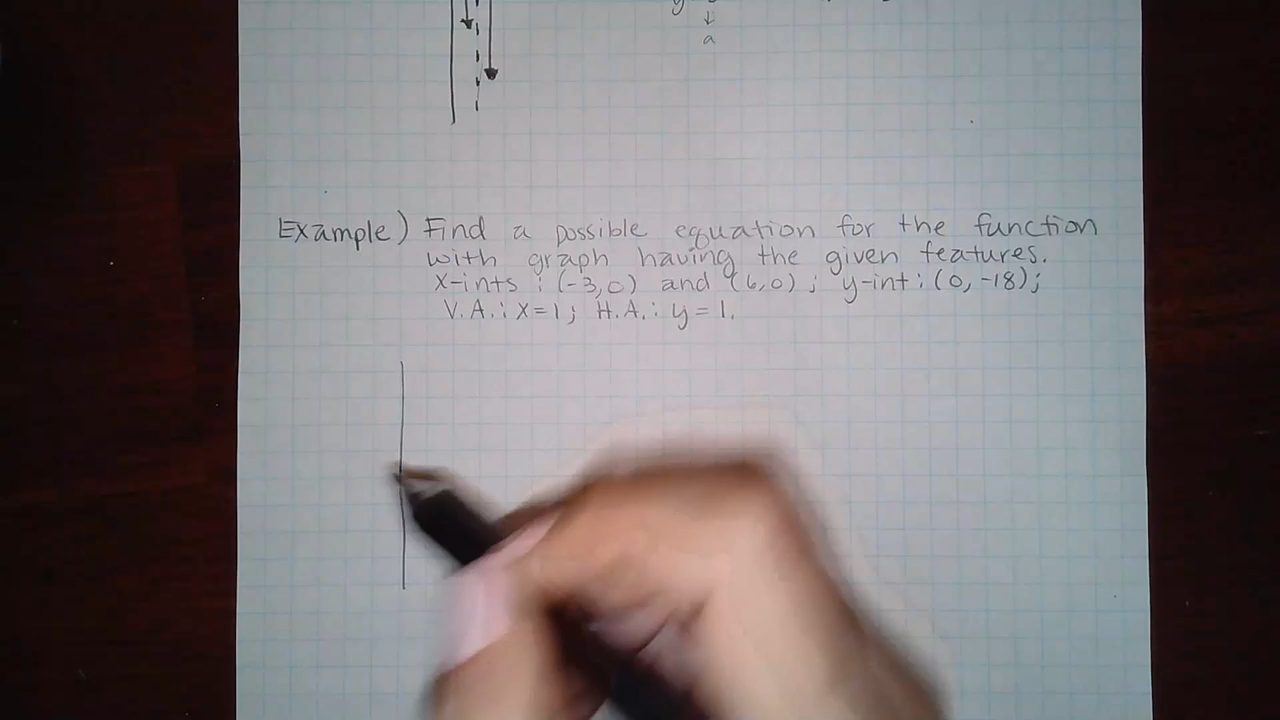 y
↓
a
Example) Find a possible equation for the function
with graph having the given features.
x-ints : (-3,0) and (6,0) ; y-int : (0, -18);
V.A.: x=1; H.A.: y=1.